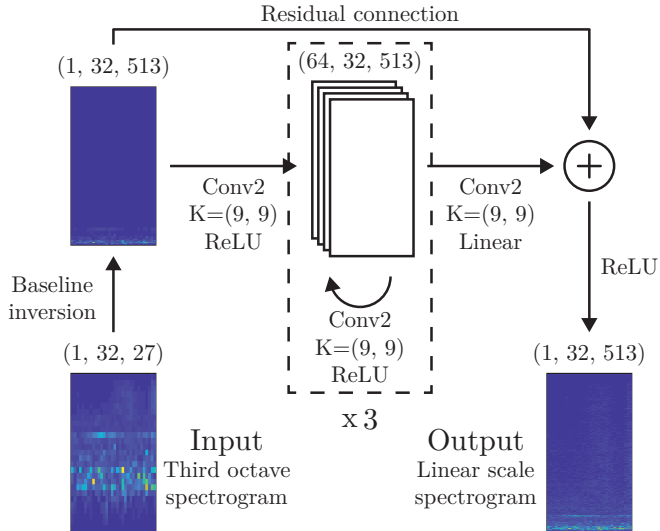 Residual connection
(1, 32, 513)
(64, 32, 513)
Conv2
K=(9, 9)
ReLU
Conv2
K=(9, 9)
Linear
ReLU
Baseline
inversion
Conv2
K=(9, 9)
ReLU
(1, 32, 27)
(1, 32, 513)
x 3
Input
Third octave
spectrogram
Output
Linear scale
spectrogram